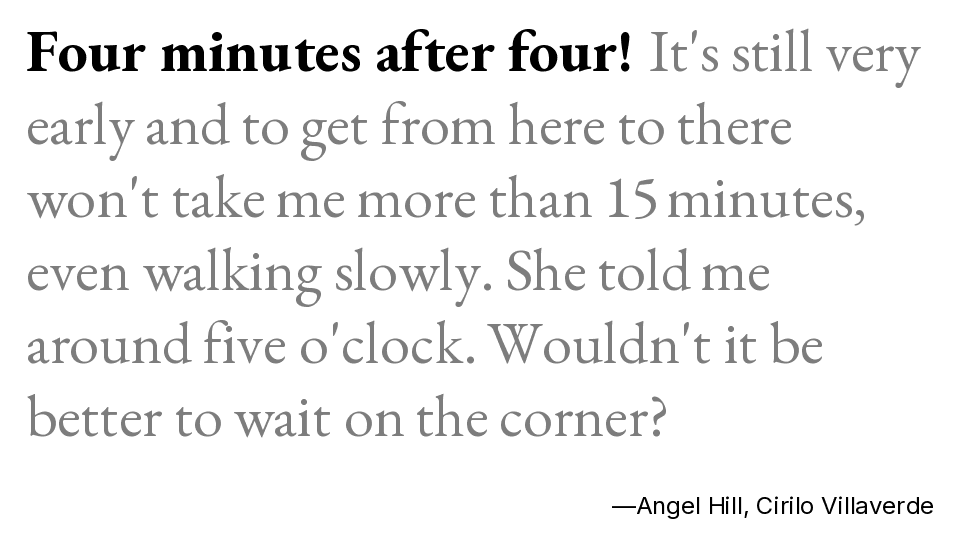 Four minutes after four! It's still very
early and to get from here to there
won't take me more than 15 minutes,
even walking slowly. She told me
around five o'clock. Wouldn't it be
better to wait on the corner?
—Angel Hill, Cirilo Villaverde